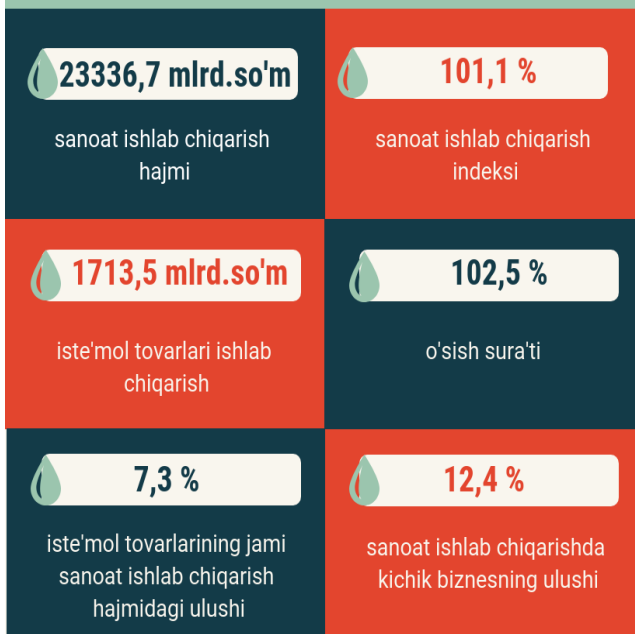 23336,7 mlrd.so'm
sanoat ishlab chiqarish
hajmi
101,1 %
sanoat ishlab chiqarish
indeksi
1713,5 mlrd.so'm
iste'mol tovarlari ishlab
chiqarish
102,5 %
o'sish sura'ti
7,3 %
iste'mol tovarlarining jami
sanoat ishlab chiqarish
hajmidagi ulushi
12,4 %
sanoat ishlab chiqarishda
kichik biznesning ulushi